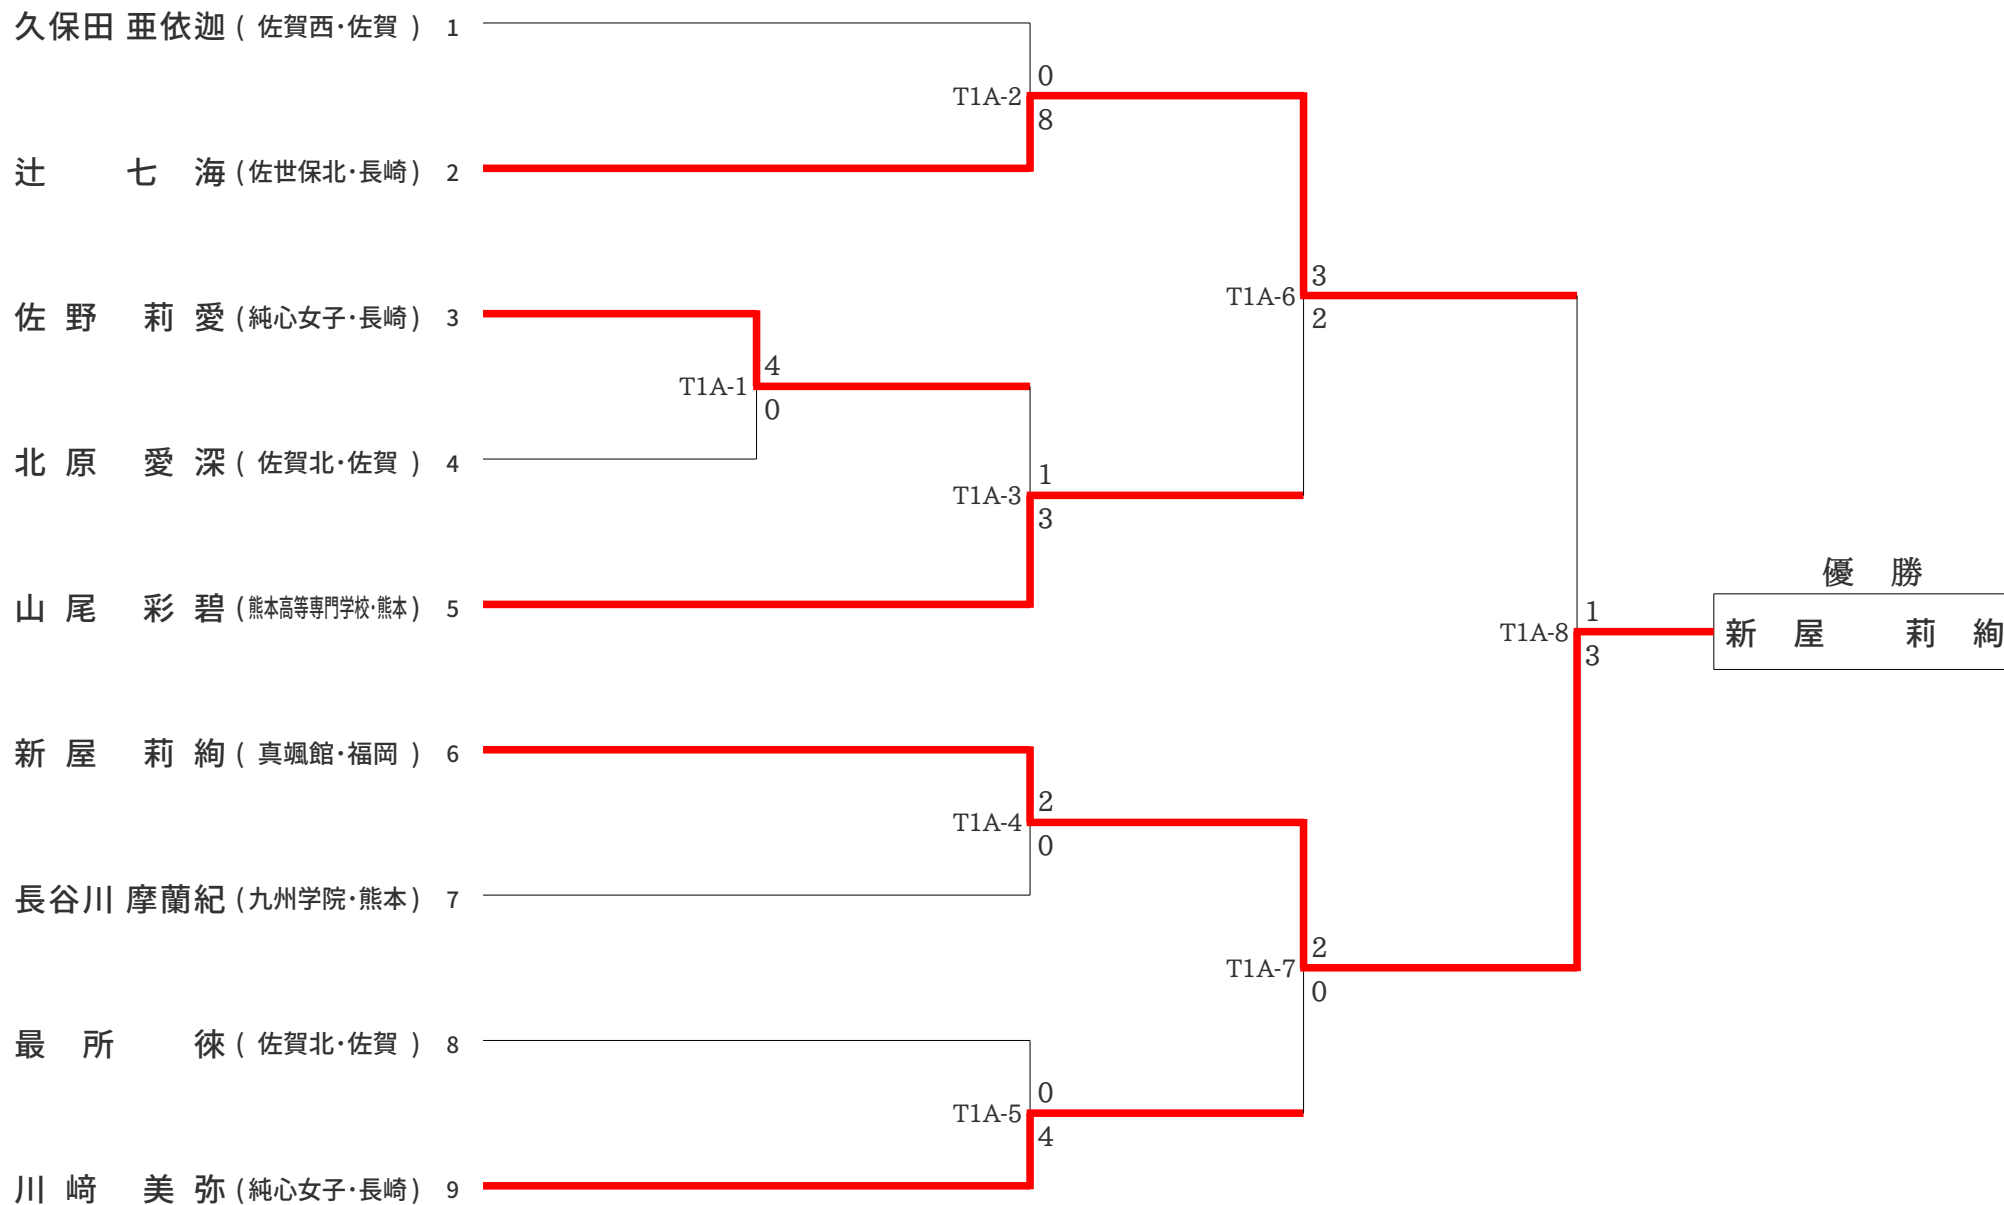 久保田 亜依迦 ( 佐賀西・佐賀 ) 1
0
T1A-2
8
辻 七 海 (佐世保北・長崎) 2
3
T1A-6
2
佐 野 莉 愛 (純心女子・長崎) 3
4
T1A-1
0
北 原 愛 深 ( 佐賀北・佐賀 ) 4
1
T1A-3
3
山 尾 彩 碧 (熊本高等専門学校・熊本) 5
優 勝
1
T1A-8
3
新 屋 莉 絢
新 屋 莉 絢 ( 真颯館・福岡 ) 6
2
T1A-4
0
長谷川 摩蘭紀 (九州学院・熊本) 7
2
T1A-7
0
最 所 徠 ( 佐賀北・佐賀 ) 8
0
T1A-5
4
川 﨑 美 弥 (純心女子・長崎) 9